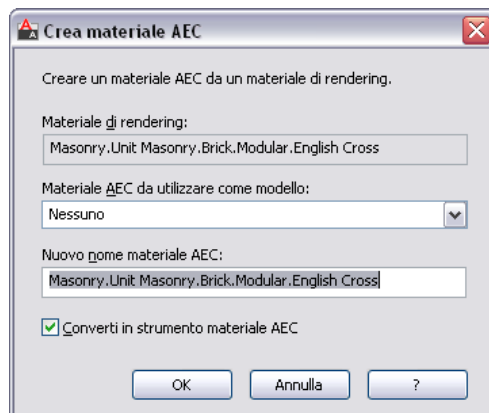 Crea materiale AEC
Creare un materiale AEC da un materiale di rendering.
Materiale di rendering:
Masonry.Unit Masonry.Brick.Modular.English Cross
Materiale AEC da utilizzare come modello:
Nessuno
Nuovo nome materiale AEC:
Masonry.Unit Masonry.Brick.Modular.English Cross
Converti in strumento materiale AEC
OK Annulla ?